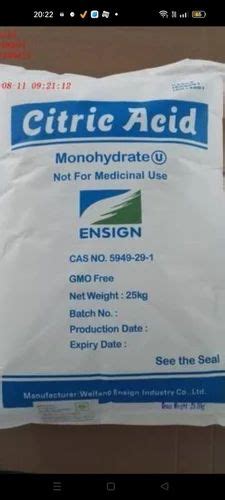 20:22
08-11 09:21:12
Citric Acid
Monohydrate U
Not For Medicinal Use
ENSIGN
CAS NO. 5949-29-1
GMO Free
Net Weight : 25kg
Batch No. :
Production Date :
Expiry Date :
See the Seal
Manufacturer: Weifang Ensign Industry Co., Ltd.
Gross Weight